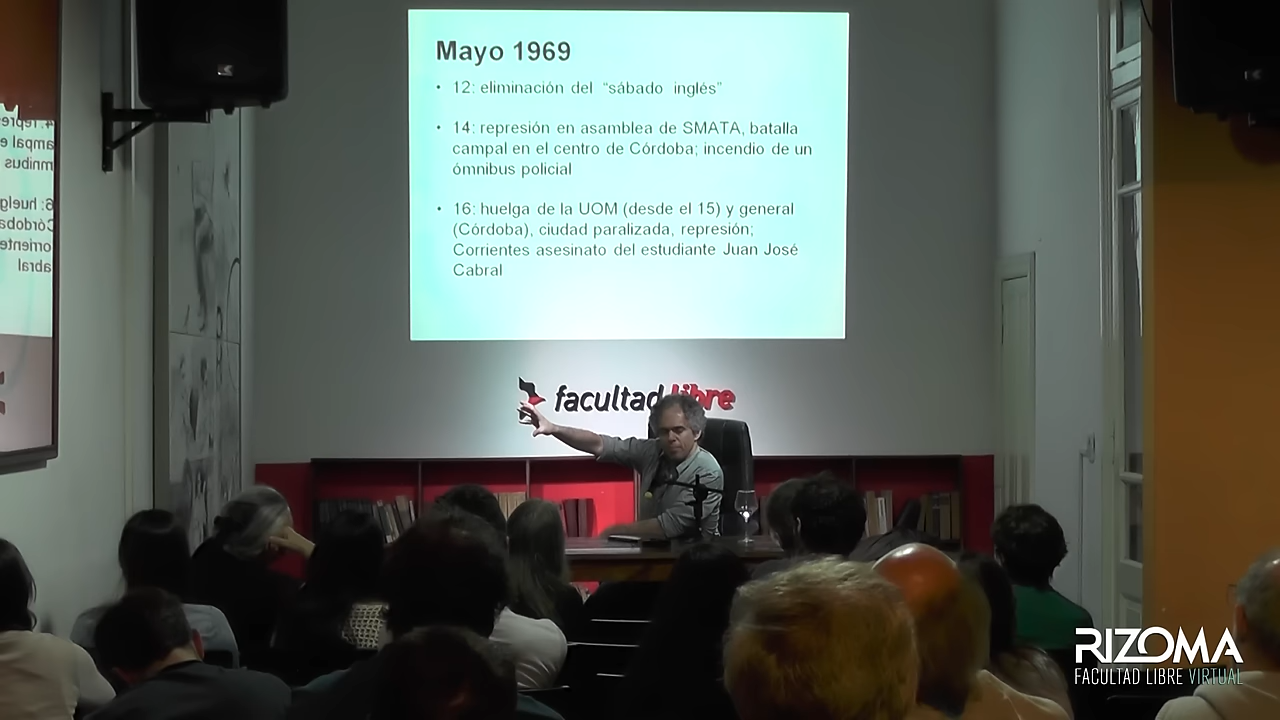 Mayo 1969
• 12: eliminación del “sábado inglés”
• 14: represión en asamblea de SMATA, batalla
campal en el centro de Córdoba; incendio de un
ómnibus policial
• 16: huelga de la UOM (desde el 15) y general
(Córdoba), ciudad paralizada, represión;
Corrientes asesinato del estudiante Juan José
Cabral
facultad libre
RIZOMA
FACULTAD LIBRE VIRTUAL